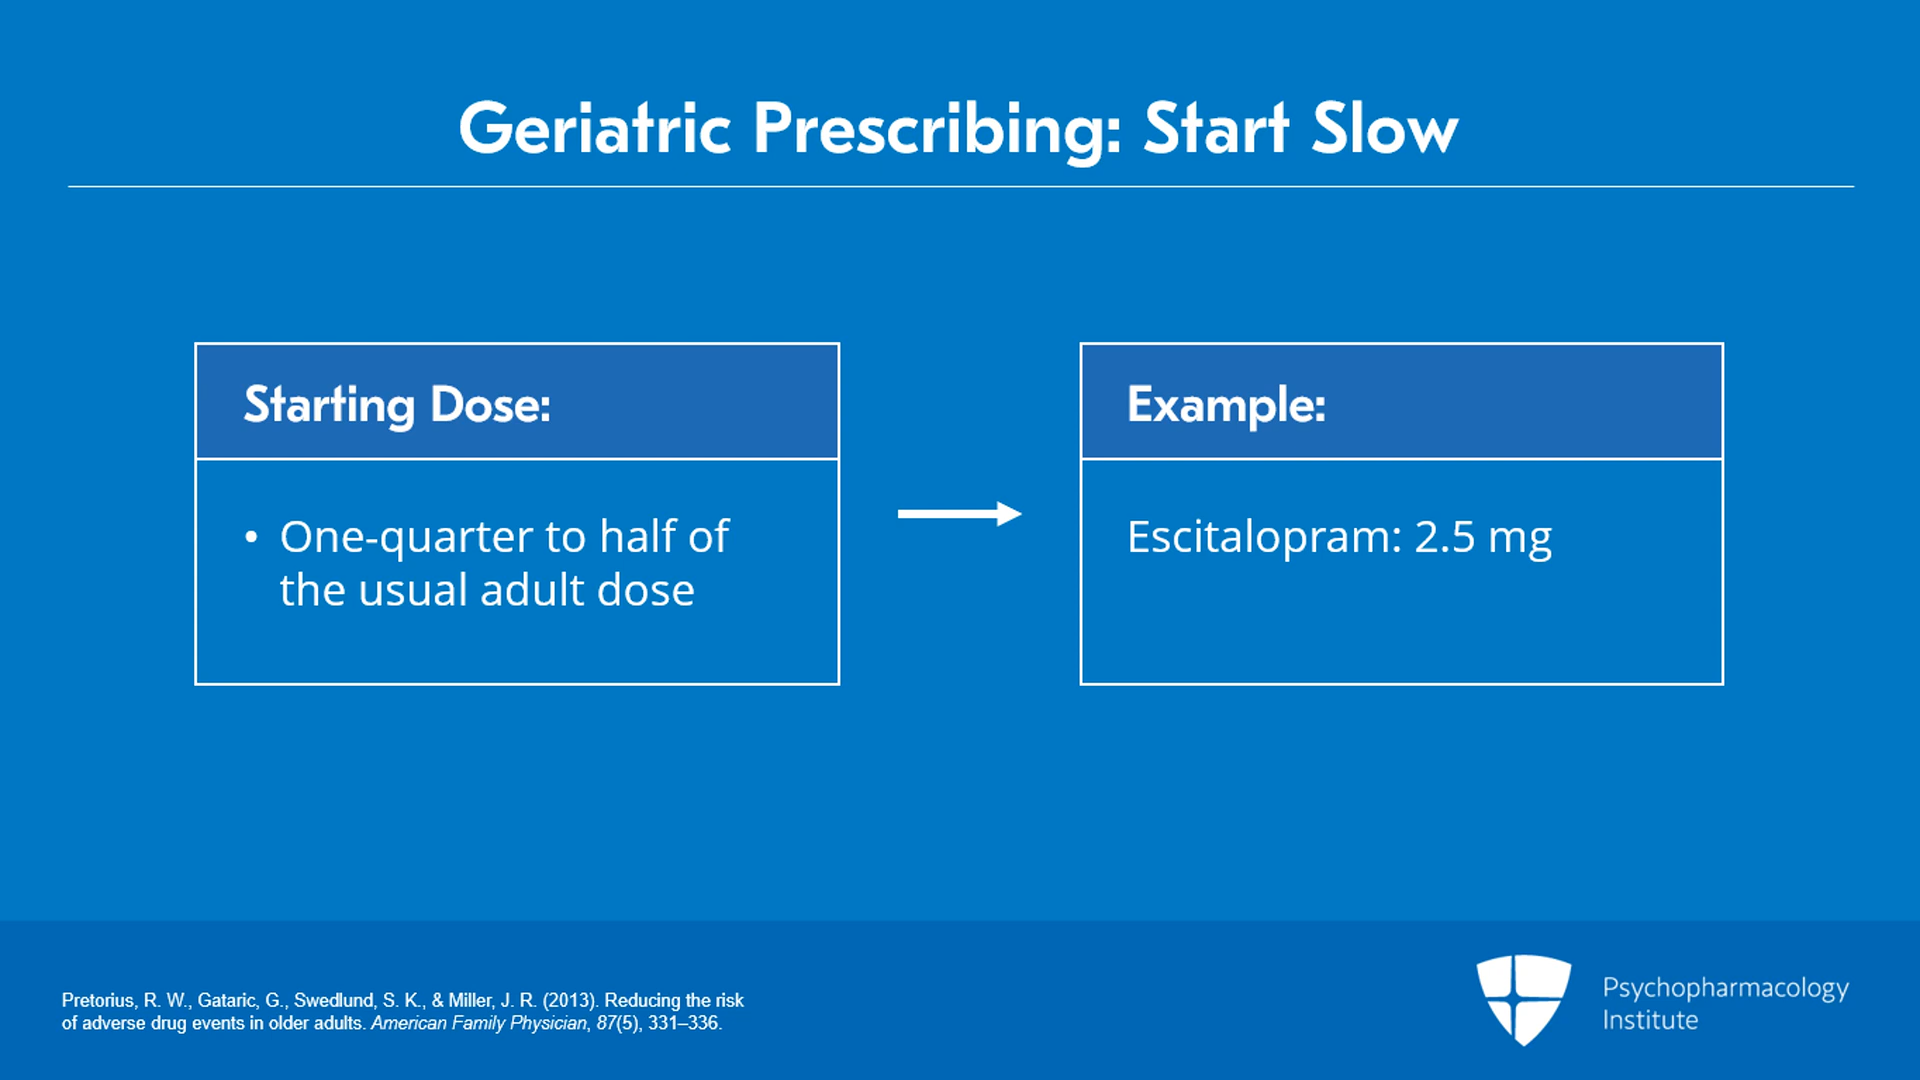 Geriatric Prescribing: Start Slow
Starting Dose:
• One-quarter to half of
the usual adult dose
Example:
Escitalopram: 2.5 mg
Pretorius, R. W., Gataric, G., Swedlund, S. K., & Miller, J. R. (2013). Reducing the risk
of adverse drug events in older adults. American Family Physician, 87(5), 331–336.
Psychopharmacology
Institute